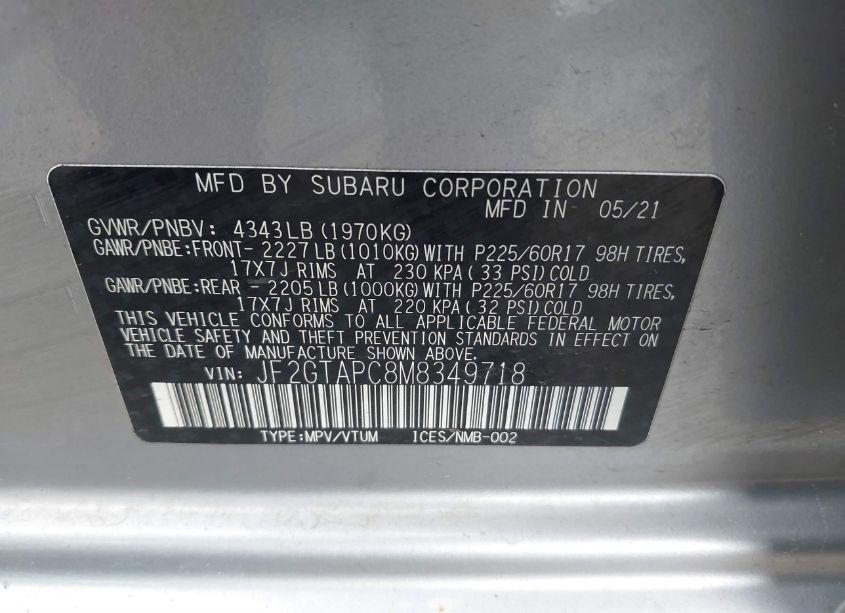 MFD BY SUBARU CORPORATION
MFD IN- 05/21
GVWR/PNBV: 4343LB(1970KG)
GAWR/PNBE:FRONT-2227LB(1010KG)WITH P225/60R17 98H TIRES,
17X7J RIMS AT 230 KPA(33 PSI)COLD
GAWR/PNBE:REAR -2205LB(1000KG)WITH P225/60R17 98H TIRES,
17X7J RIMS AT 220 KPA(32 PSI)COLD
THIS VEHICLE CONFORMS TO ALL APPLICABLE FEDERAL MOTOR
VEHICLE SAFETY AND THEFT PREVENTION STANDARDS IN EFFECT ON
THE DATE OF MANUFACTURE SHOWN ABOVE.
VIN: JF2GTAPC8M8349718
TYPE:MPV/VTUM ICES/NMB-002